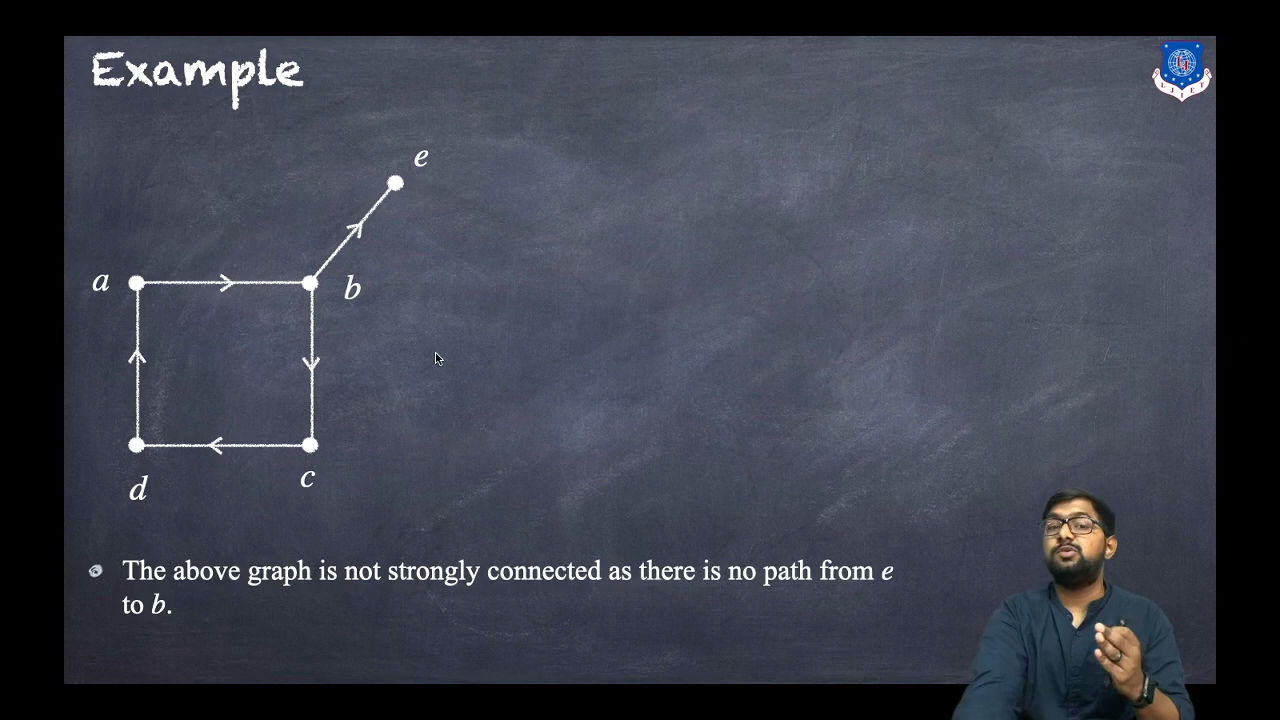 Example
e
a
b
c
d
The above graph is not strongly connected as there is no path from e
to b.